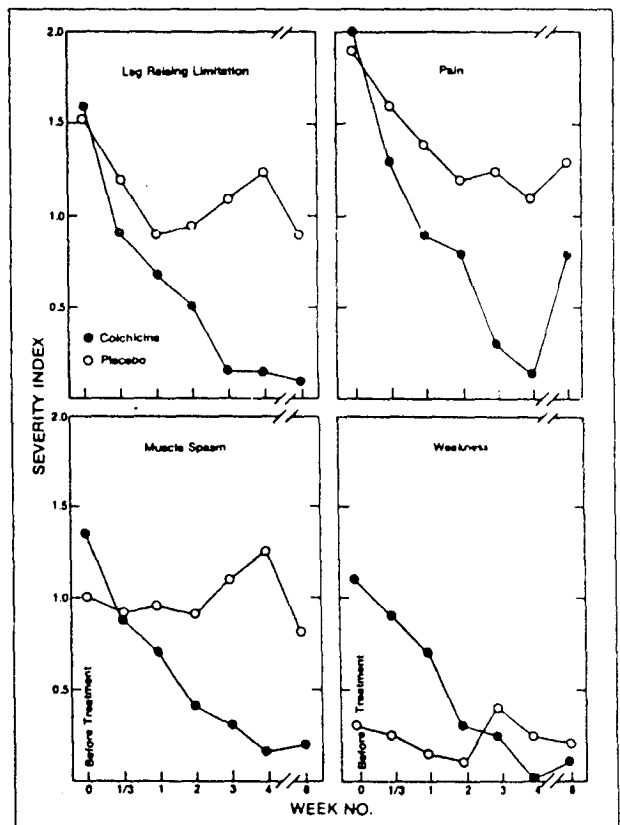 2.0
Leg Raising Limitation
Pain
1.5
1.0
0.5
● Colchicine
○ Placebo
SEVERITY INDEX
2.0
Muscle Spasm
Weakness
1.5
1.0
0.5
Before Treatment
Before Treatment
0 1/3 1 2 3 4 8
0 1/3 1 2 3 4 8
WEEK NO.